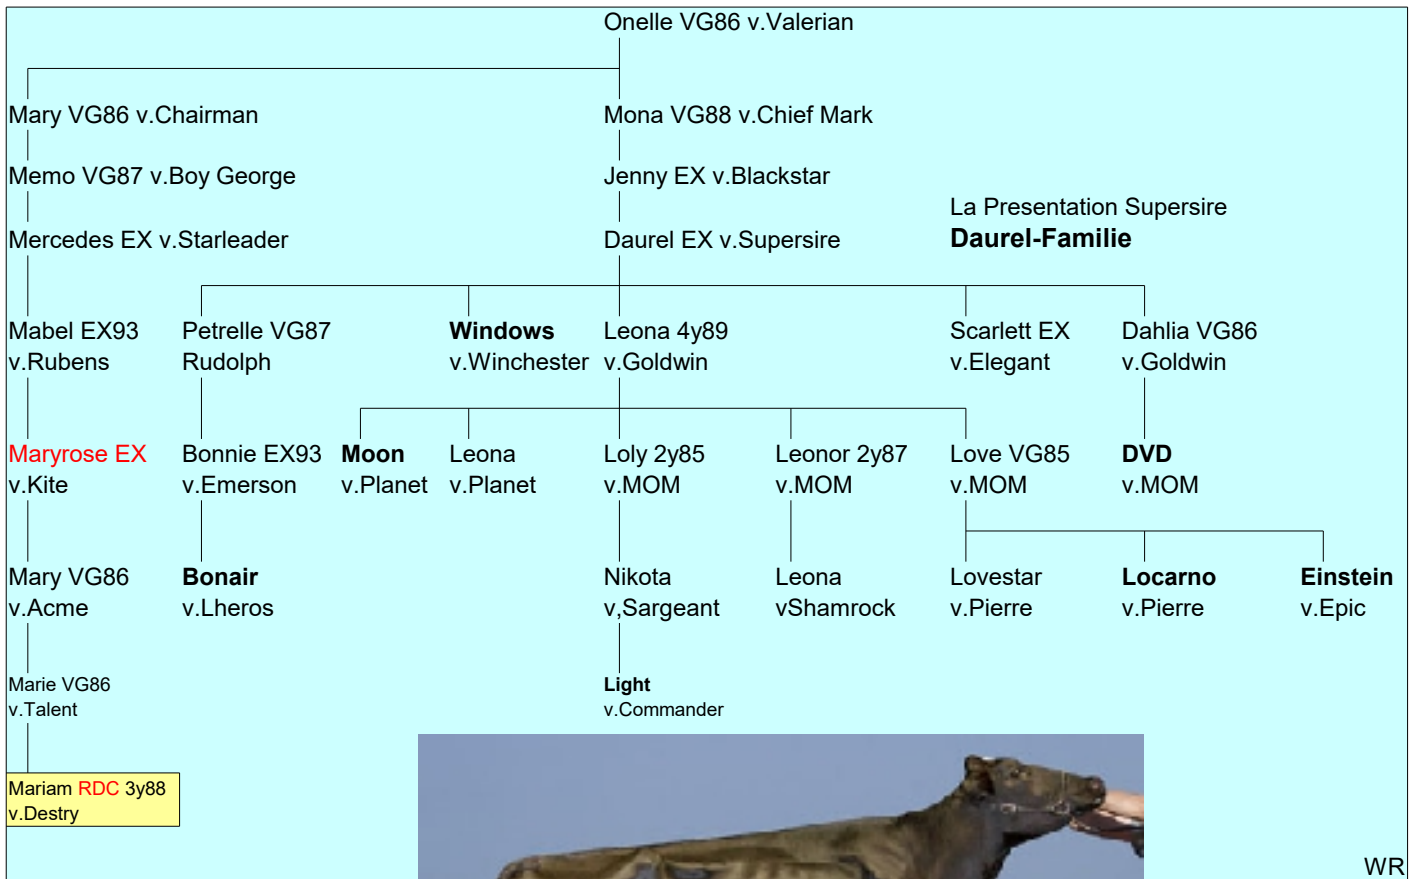 Onelle VG86 v.Valerian
Mary VG86 v.Chairman
Mona VG88 v.Chief Mark
Memo VG87 v.Boy George
Jenny EX v.Blackstar
La Presentation Supersire
Mercedes EX v.Starleader
Daurel EX v.Supersire
Daurel-Familie
Mabel EX93
v.Rubens
Petrelle VG87
Rudolph
Windows
v.Winchester
Leona 4y89
v.Goldwin
Scarlett EX
v.Elegant
Dahlia VG86
v.Goldwin
Maryrose EX
v.Kite
Bonnie EX93
v.Emerson
Moon
v.Planet
Leona
v.Planet
Loly 2y85
v.MOM
Leonor 2y87
v.MOM
Love VG85
v.MOM
DVD
v.MOM
Mary VG86
v.Acme
Bonair
v.Lheros
Nikota
v,Sargeant
Leona
vShamrock
Lovestar
v.Pierre
Locarno
v.Pierre
Einstein
v.Epic
Marie VG86
v.Talent
Light
v.Commander
Mariam RDC 3y88
v.Destry
WR